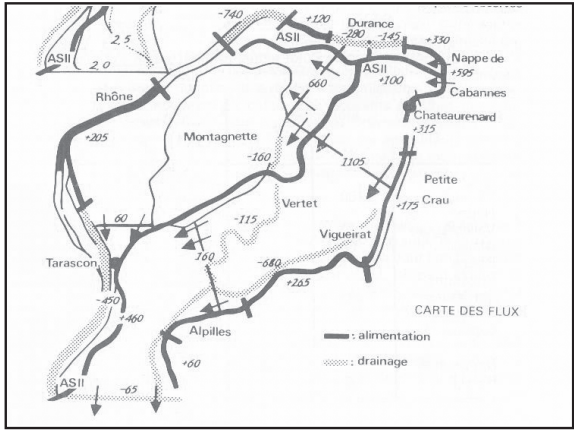 -740
+120
Durance
ASII
-280
-145
+330
2,5
ASII
2,0
ASII
+100
Nappe de
+595
Cabannes
Rhône
660
Chateaurenard
+315
+205
Montagnette
-160
1105
Petite
Crau
+175
Vertet
-115
60
Vigueirat
160
Tarascon
-680
+265
-450
+460
CARTE DES FLUX
Alpilles
: alimentation
: drainage
+60
ASII
-65